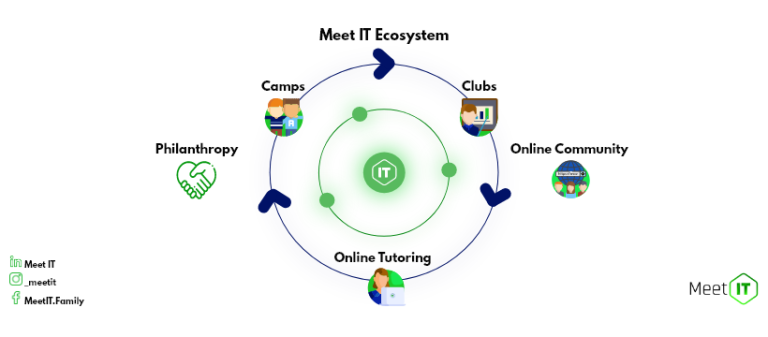 Meet IT Ecosystem
Camps
Clubs
Philanthropy
Online Community
IT
Online Tutoring
Meet IT
_meetit
MeetIT.Family
Meet IT